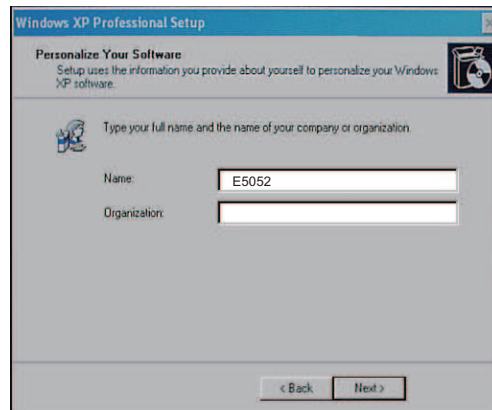 Windows XP Professional Setup
Personalize Your Software
Setup uses the information you provide about yourself to personalize your Windows
XP software.
Type your full name and the name of your company or organization.
Name:
E5052
Organization:
< Back
Next >